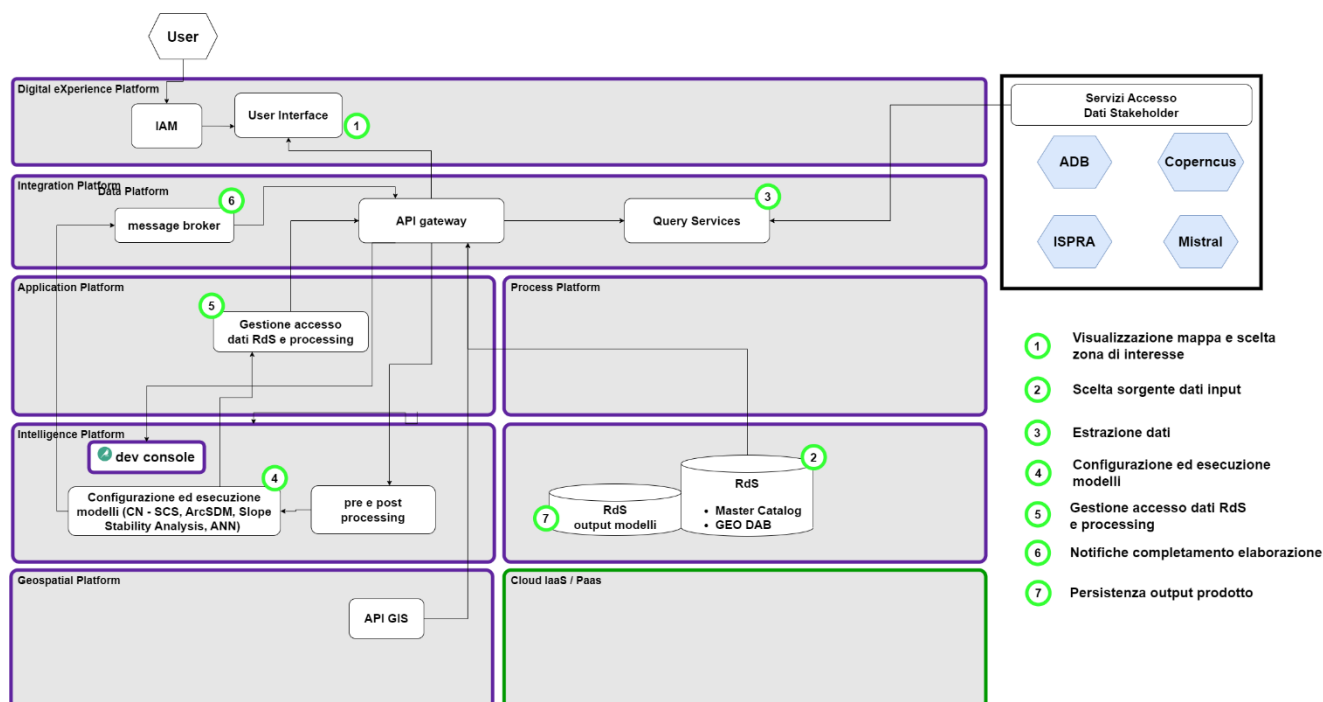 User
Digital eXperience Platform
IAM
User Interface
1
Servizi Accesso
Dati Stakeholder
ADB
Coperncus
ISPRA
Mistral
Integration Platform
Data Platform
message broker
6
API gateway
Query Services
3
Application Platform
5
Gestione accesso
dati RdS e processing
Process Platform
Intelligence Platform
dev console
Configurazione ed esecuzione
modelli (CN - SCS, ArcSDM, Slope
Stability Analysis, ANN)
4
pre e post
processing
RdS
output modelli
7
RdS
• Master Catalog
• GEO DAB
2
Geospatial Platform
API GIS
Cloud IaaS / Paas
1 Visualizzazione mappa e scelta
zona di interesse
2 Scelta sorgente dati input
3 Estrazione dati
4 Configurazione ed esecuzione
modelli
5 Gestione accesso dati RdS
e processing
6 Notifiche completamento elaborazione
7 Persistenza output prodotto